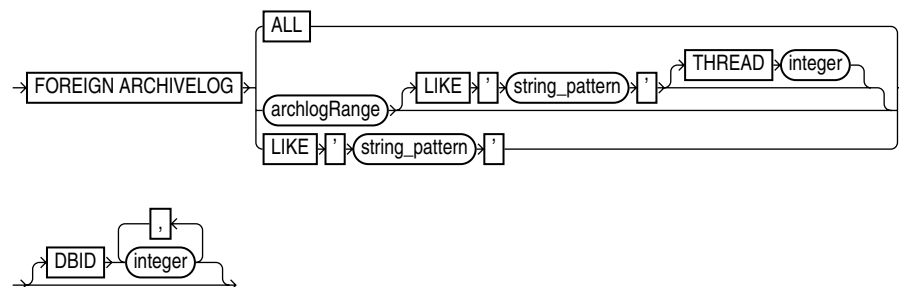 ALL
FOREIGN ARCHIVELOG
archlogRange LIKE ' string_pattern ' THREAD integer
LIKE ' string_pattern '
,
DBID integer